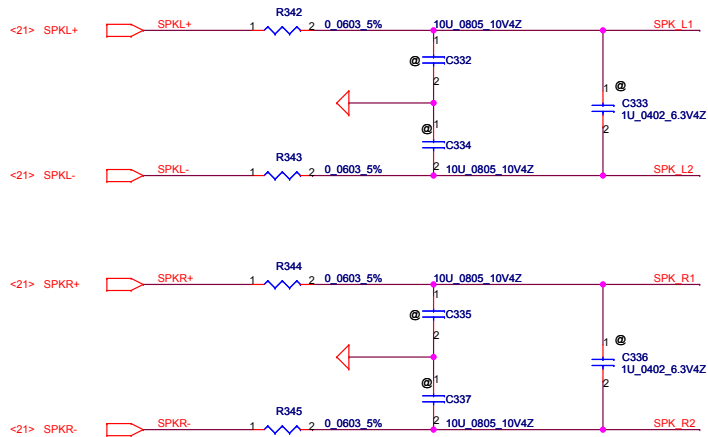 R342
<21> SPKL+ SPKL+ 1 2 0_0603_5% 10U_0805_10V4Z SPK_L1
1
@ C332
2
1 @
C333
1U_0402_6.3V4Z
2
1
@
C334
R343
<21> SPKL- SPKL- 1 2 0_0603_5% 2 10U_0805_10V4Z SPK_L2
R344
<21> SPKR+ SPKR+ 1 2 0_0603_5% 10U_0805_10V4Z SPK_R1
1
@ C335
2
1 @
C336
1U_0402_6.3V4Z
2
1
@
C337
R345
<21> SPKR- SPKR- 1 2 0_0603_5% 2 10U_0805_10V4Z SPK_R2